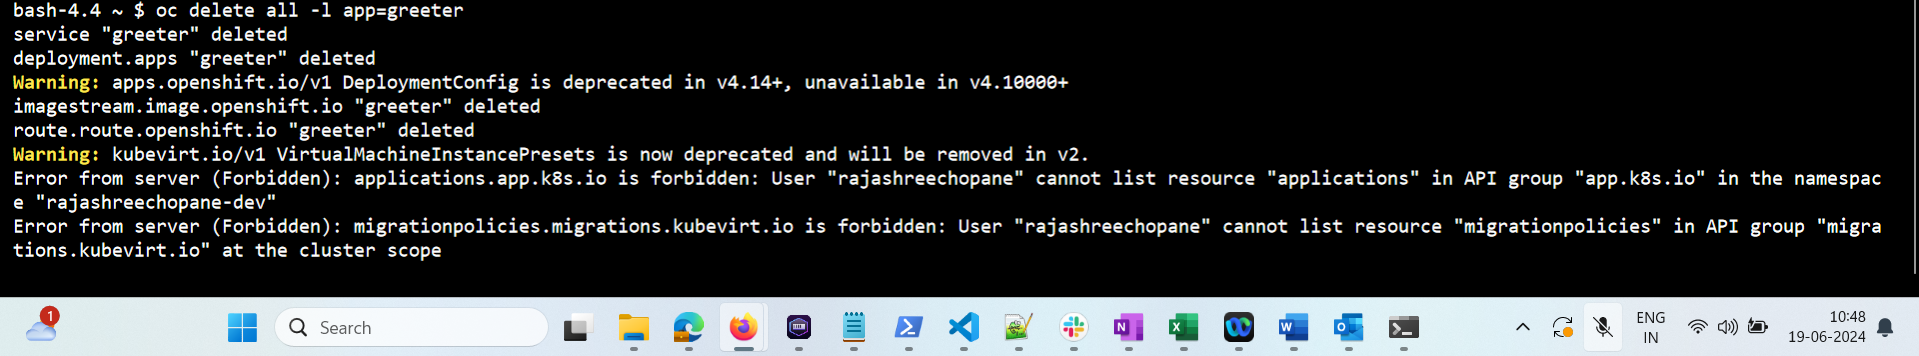 bash-4.4 ~ $ oc delete all -l app=greeter
service "greeter" deleted
deployment.apps "greeter" deleted
Warning: apps.openshift.io/v1 DeploymentConfig is deprecated in v4.14+, unavailable in v4.10000+
imagestream.image.openshift.io "greeter" deleted
route.route.openshift.io "greeter" deleted
Warning: kubevirt.io/v1 VirtualMachineInstancePresets is now deprecated and will be removed in v2.
Error from server (Forbidden): applications.app.k8s.io is forbidden: User "rajashreechopane" cannot list resource "applications" in API group "app.k8s.io" in the namespac
e "rajashreechopane-dev"
Error from server (Forbidden): migrationpolicies.migrations.kubevirt.io is forbidden: User "rajashreechopane" cannot list resource "migrationpolicies" in API group "migra
tions.kubevirt.io" at the cluster scope
1
Search
N
W
ENG
IN
10:48
19-06-2024